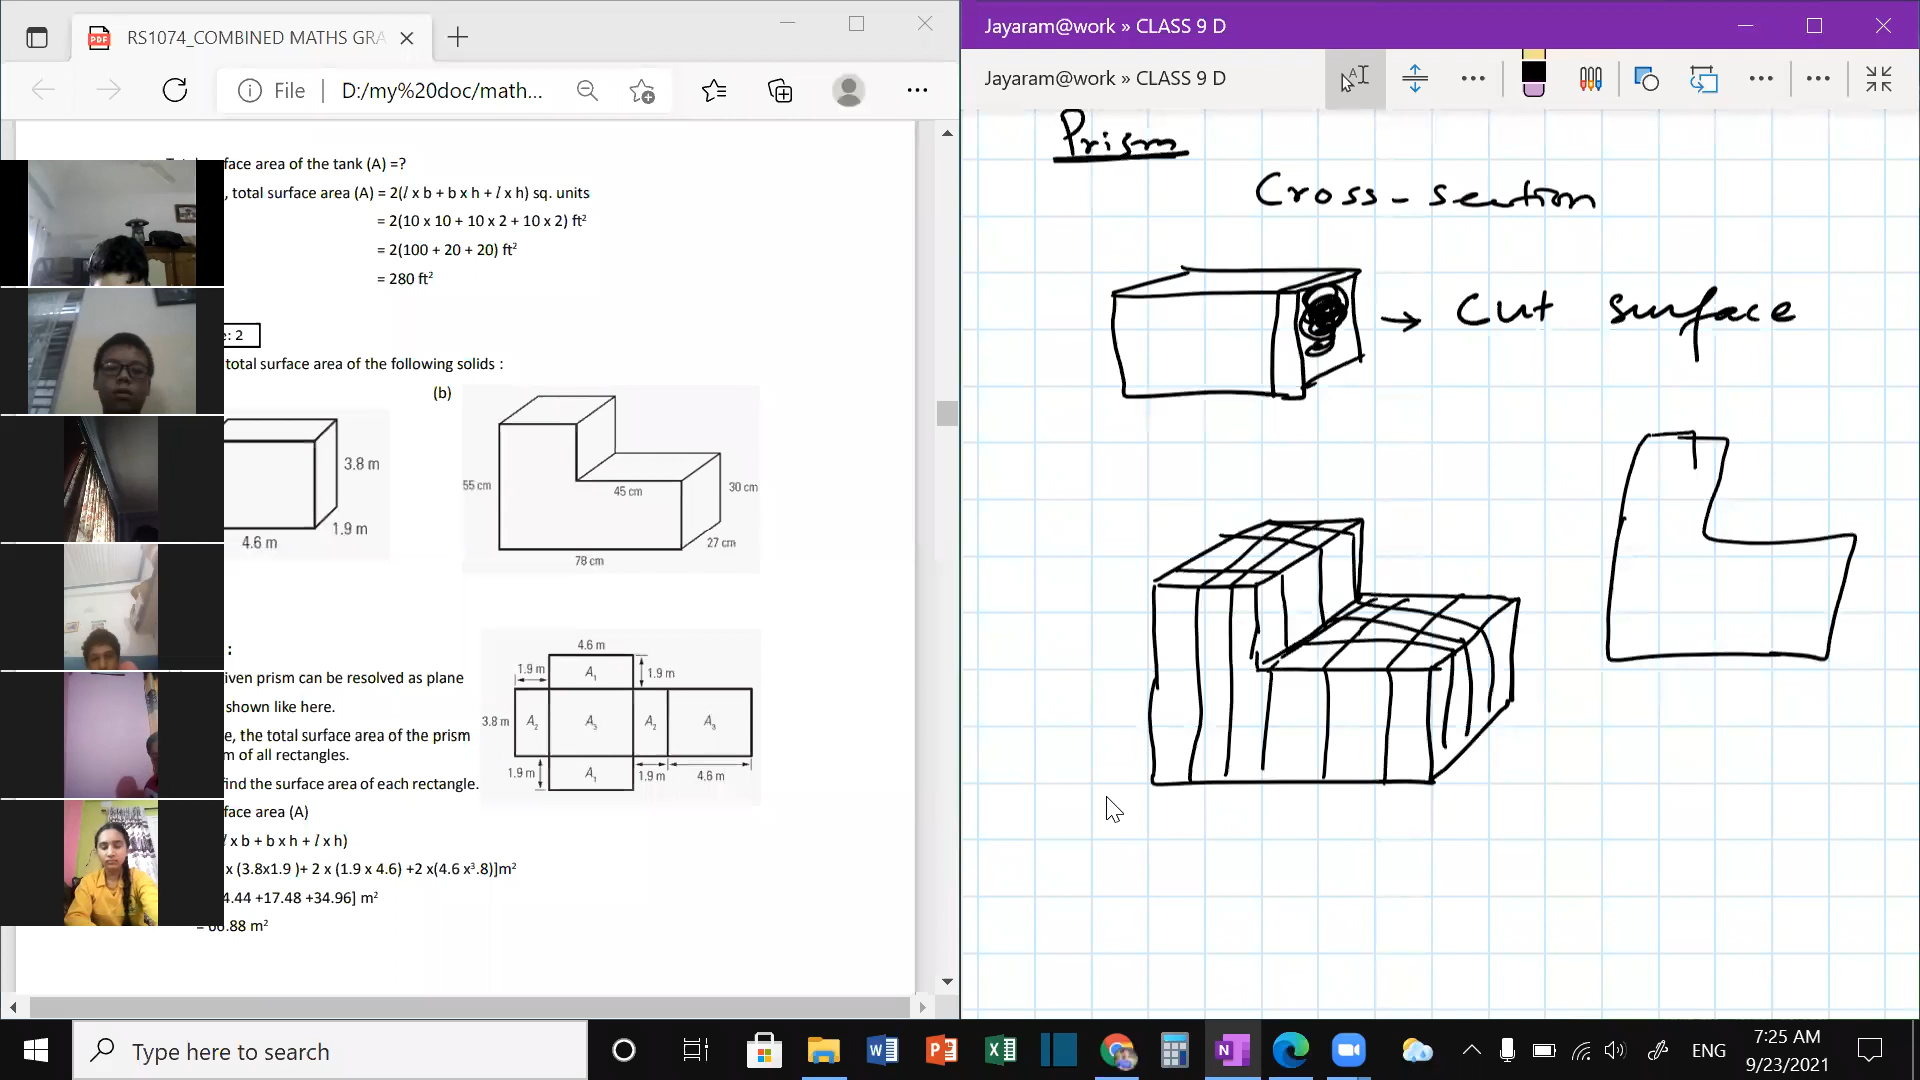 RS1074_COMBINED MATHS GRA
File
D:/my%20doc/math...
surface area of the tank (A) =?
, total surface area (A) = 2(l x b + b x h + l x h) sq. units
= 2(10 x 10 + 10 x 2 + 10 x 2) ft²
= 2(100 + 20 + 20) ft²
= 280 ft²
e: 2
total surface area of the following solids :
(b)
3.8 m
1.9 m
4.6 m
55 cm
45 cm
30 cm
27 cm
78 cm
:
iven prism can be resolved as plane
shown like here.
e, the total surface area of the prism
m of all rectangles.
find the surface area of each rectangle.
face area (A)
l x b + b x h + l x h)
x (3.8x1.9 )+ 2 x (1.9 x 4.6) +2 x(4.6 x³.8)]m²
4.44 +17.48 +34.96] m²
.88 m²
4.6 m
1.9 m
A₁
1.9 m
3.8 m
A₂
A₃
A₂
A₃
1.9 m
A₁
1.9 m
4.6 m
Jayaram@work » CLASS 9 D
Jayaram@work » CLASS 9 D
Prism
Cross-section
→ Cut surface
Type here to search
ENG
7:25 AM
9/23/2021